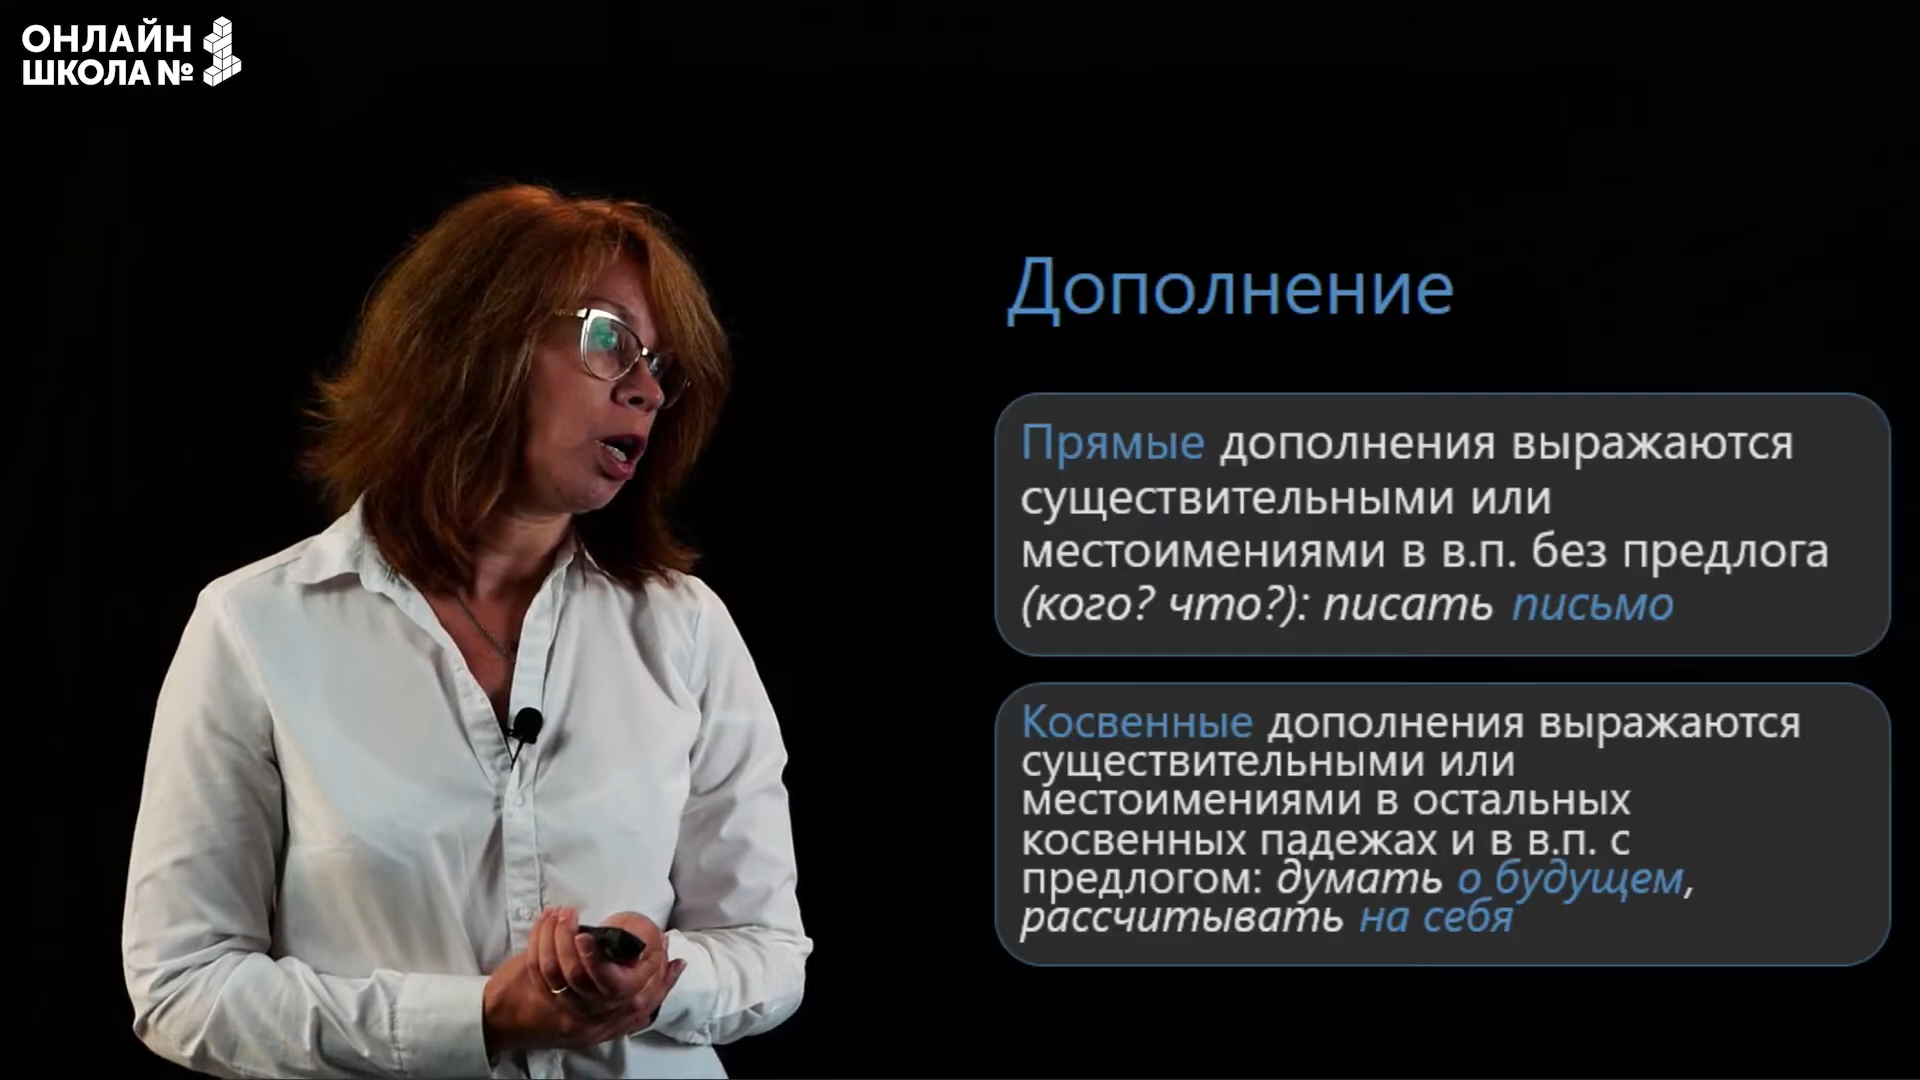 ОНЛАЙН
ШКОЛА №
Дополнение
Прямые дополнения выражаются
существительными или
местоимениями в в.п. без предлога
(кого? что?): писать письмо
Косвенные дополнения выражаются
существительными или
местоимениями в остальных
косвенных падежах и в в.п. с
предлогом: думать о будущем,
рассчитывать на себя